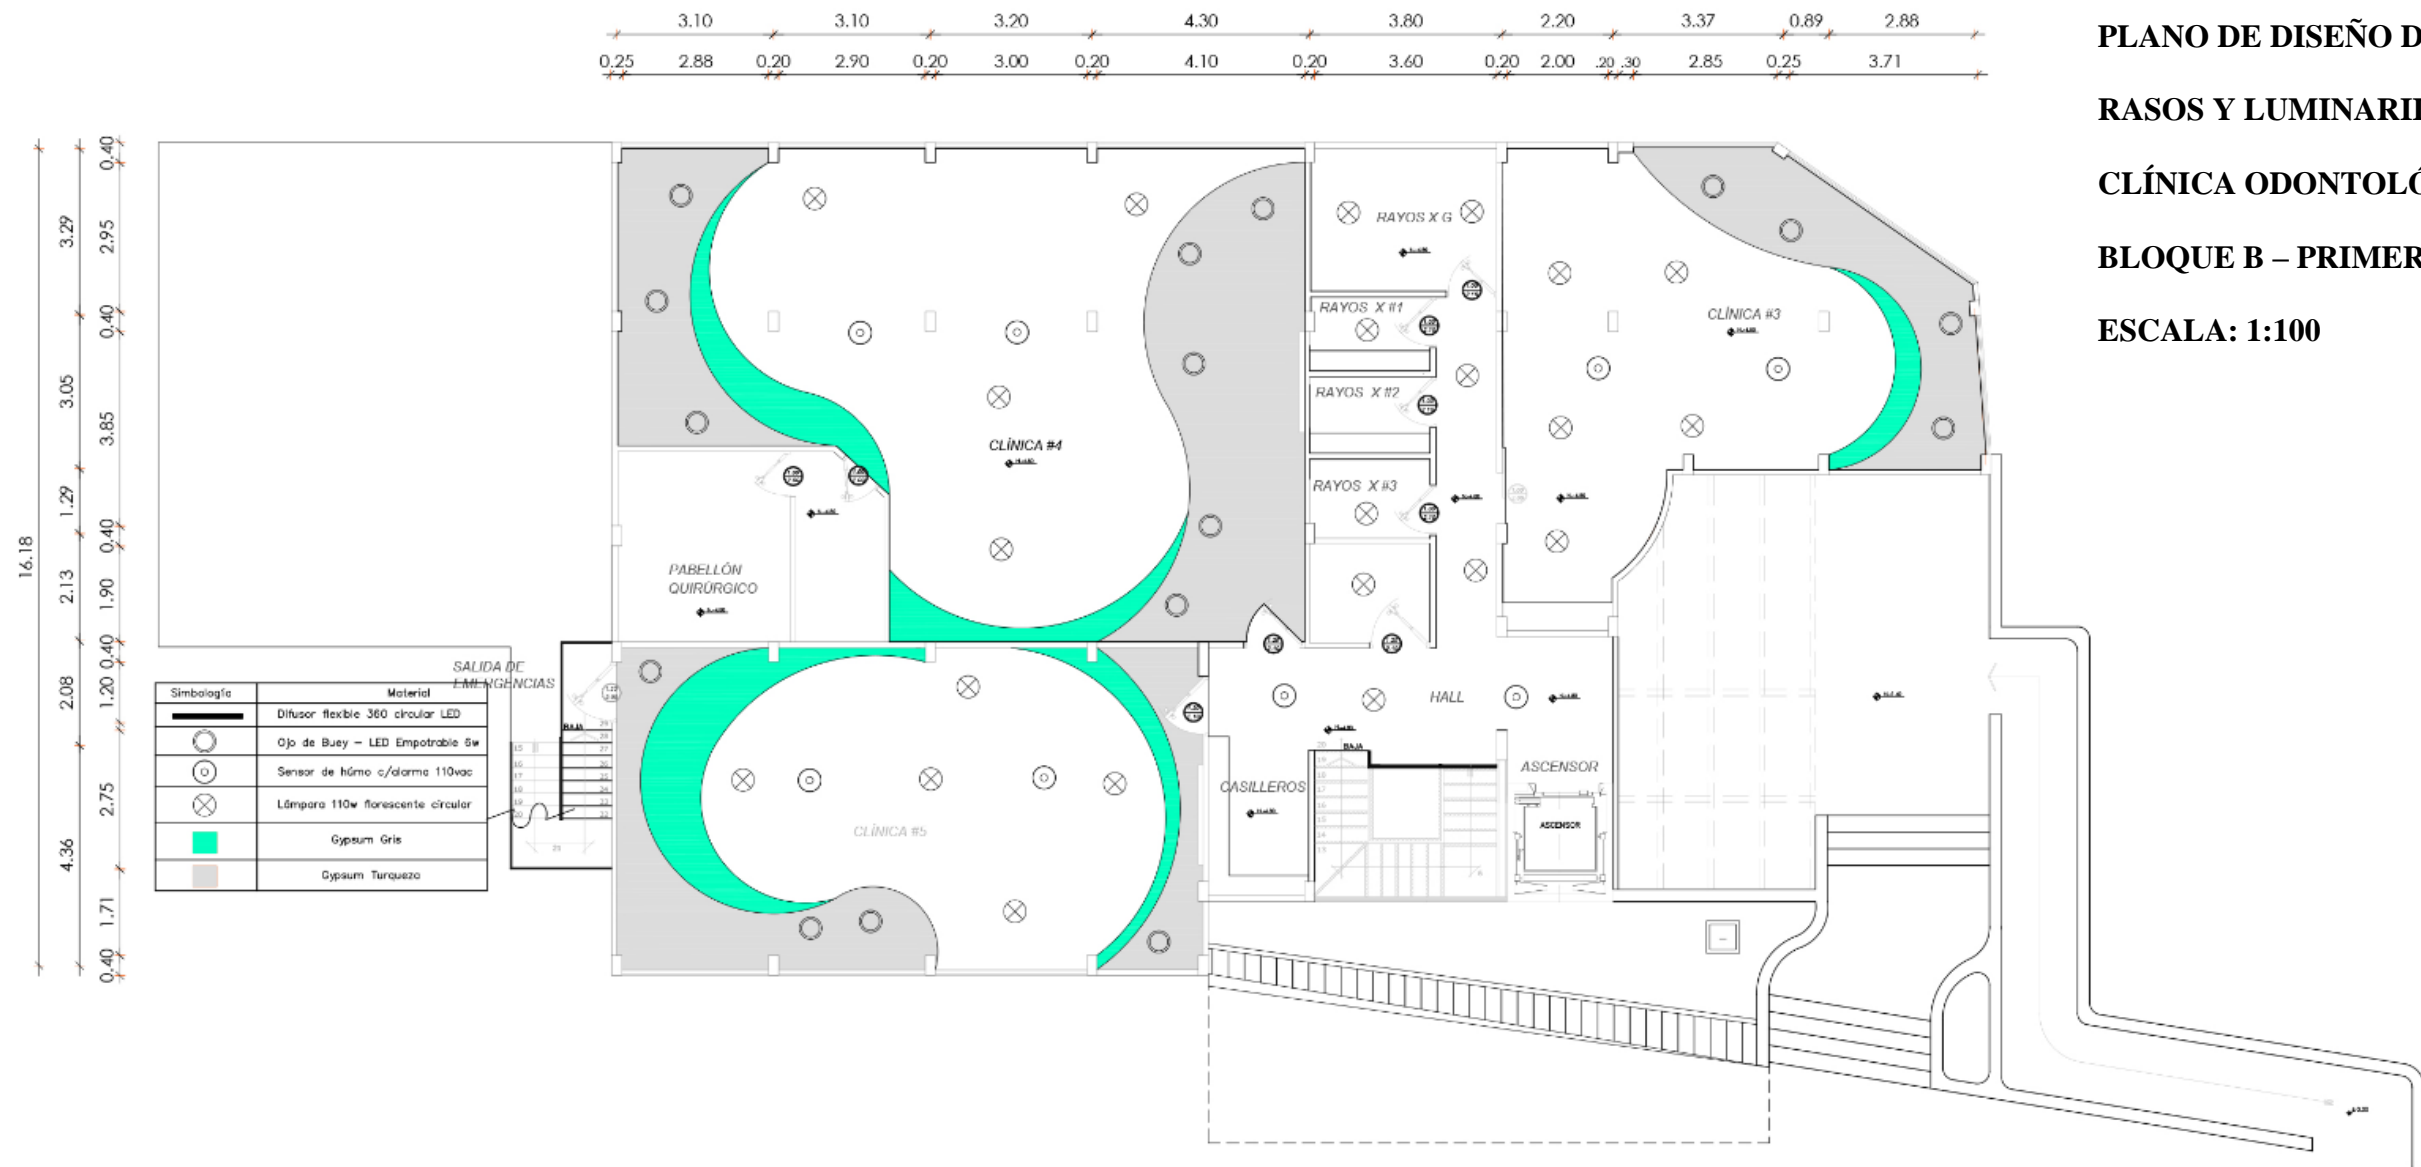 3.10 3.10 3.20 4.30 3.80 2.20 3.37 0.89 2.88
0.25 2.88 0.20 2.90 0.20 3.00 0.20 4.10 0.20 3.60 0.20 2.00 .20 .30 2.85 0.25 3.71
PLANO DE DISEÑO D
RASOS Y LUMINARI
CLÍNICA ODONTOLÓ
BLOQUE B – PRIMER
ESCALA: 1:100
16.18
3.29
3.05
1.29
2.13
2.08
4.36
0.40
2.95
0.40
3.85
0.40
1.90
0.40
1.20
2.75
1.71
0.40
RAYOS X G
RAYOS X #1
RAYOS X #2
RAYOS X #3
CLÍNICA #3
CLÍNICA #4
PABELLÓN
QUIRÚRGICO
SALIDA DE
EMERGENCIAS
BAJA
HALL
BAJA
CASILLEROS
ASCENSOR
ASCENSOR
CLÍNICA #5
Simbología Material
Difusor flexible 360 circular LED
Ojo de Buey – LED Empotrable 6w
Sensor de húmo c/alarma 110vac
Lámpara 110w florescente circular
Gypsum Gris
Gypsum Turqueza